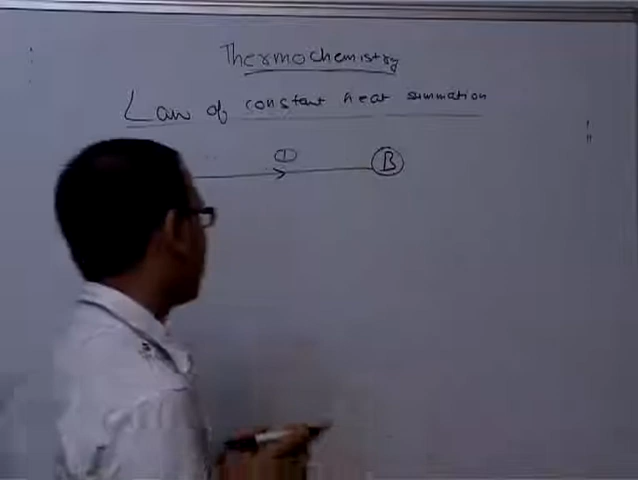 Thermochemistry
Law of constant heat summation
①
B